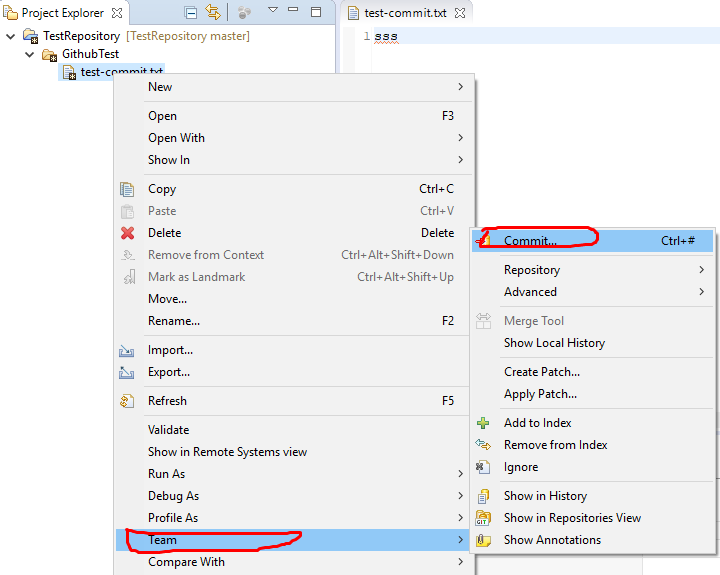 Project Explorer
test-commit.txt
TestRepository [TestRepository master]
GithubTest
test-commit.txt
1 sss
New
Open F3
Open With
Show In
Copy Ctrl+C
Paste Ctrl+V
Delete Delete
Remove from Context Ctrl+Alt+Shift+Down
Mark as Landmark Ctrl+Alt+Shift+Up
Move...
Rename... F2
Import...
Export...
Refresh F5
Validate
Show in Remote Systems view
Run As
Debug As
Profile As
Team
Compare With
Commit... Ctrl+#
Repository
Advanced
Merge Tool
Show Local History
Create Patch...
Apply Patch...
Add to Index
Remove from Index
Ignore
Show in History
GIT Show in Repositories View
Show Annotations